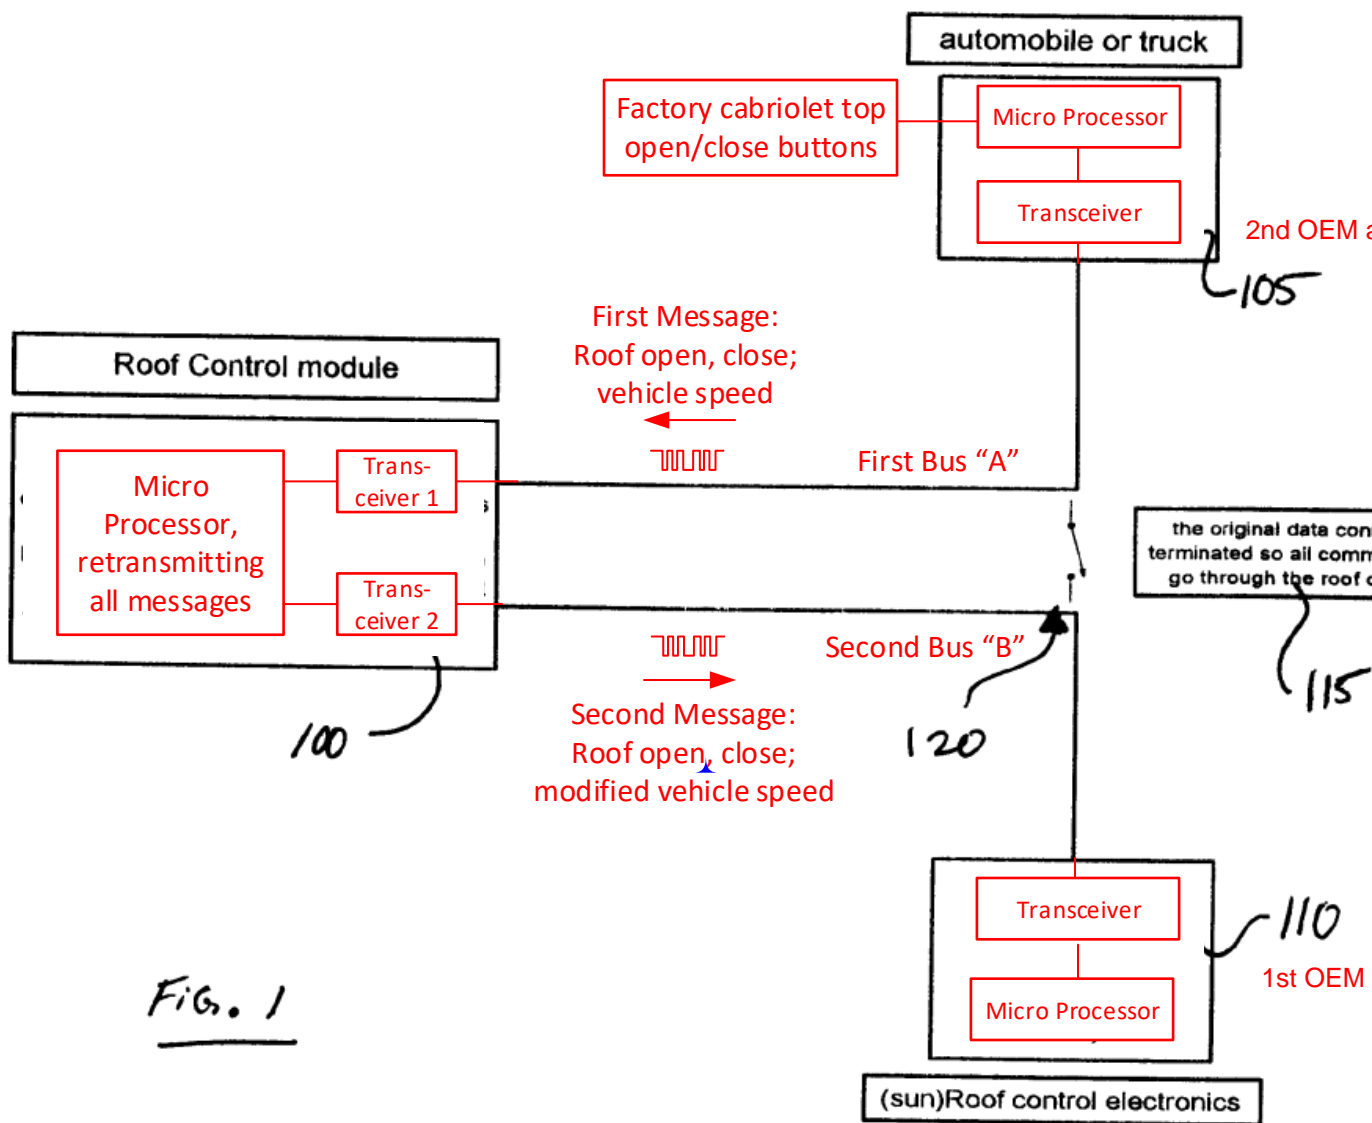 automobile or truck
Factory cabriolet top
open/close buttons
Micro Processor
Transceiver
2nd OEM a
105
First Message:
Roof open, close;
vehicle speed
Roof Control module
Micro
Processor,
retransmitting
all messages
Trans-
ceiver 1
Trans-
ceiver 2
First Bus “A”
the original data con
terminated so all comm
go through the roof c
115
Second Bus “B”
120
100
Second Message:
Roof open, close;
modified vehicle speed
Transceiver
Micro Processor
110
1st OEM
FIG. 1
(sun)Roof control electronics